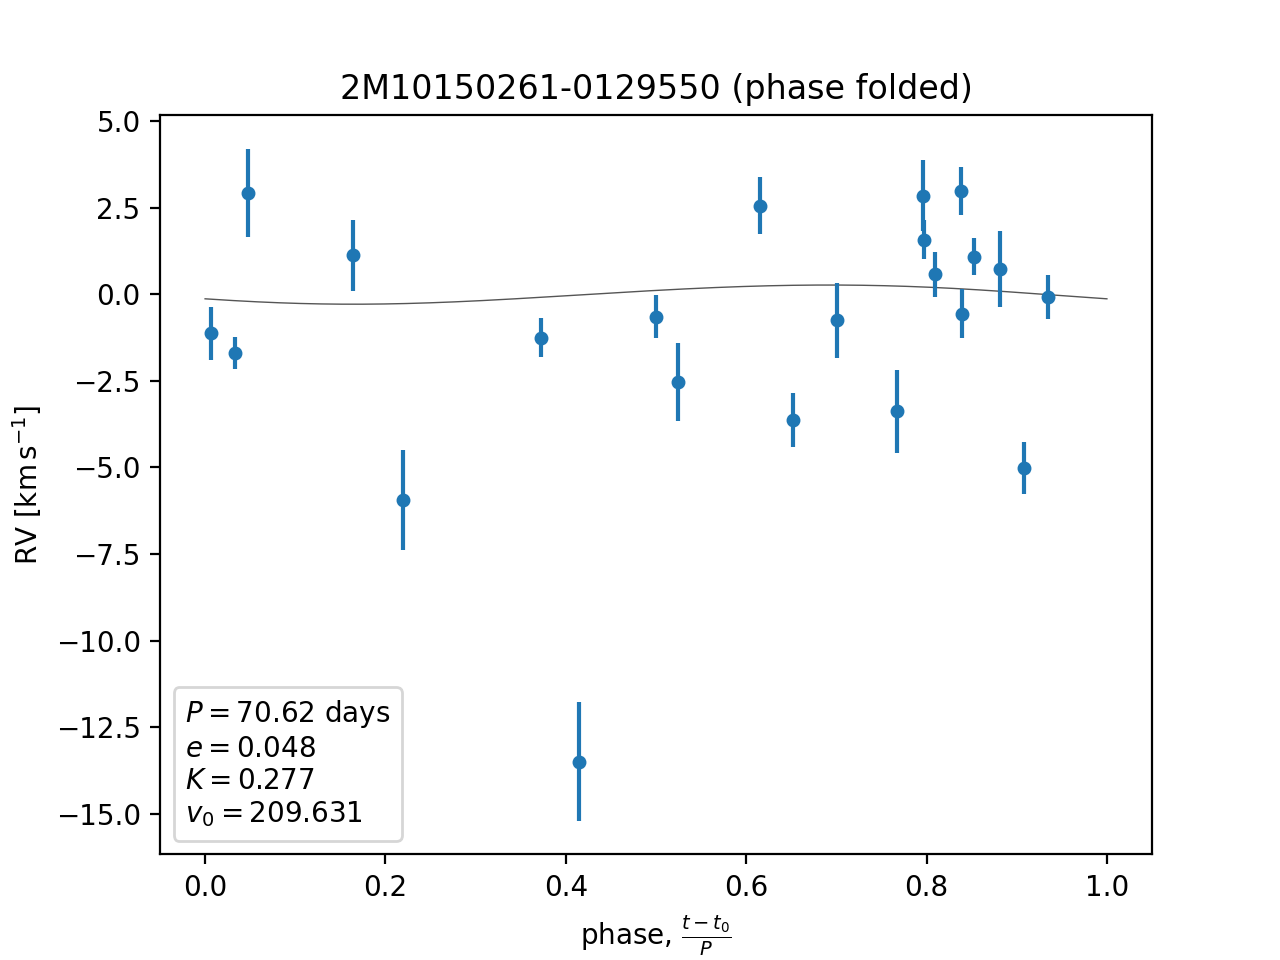 2M10150261-0129550 (phase folded)
5.0
2.5
0.0
−2.5
−5.0
−7.5
−10.0
−12.5
−15.0
RV [km s⁻¹]
P = 70.62 days
e = 0.048
K = 0.277
v₀ = 209.631
0.0 0.2 0.4 0.6 0.8 1.0
phase, (t − t₀)/P